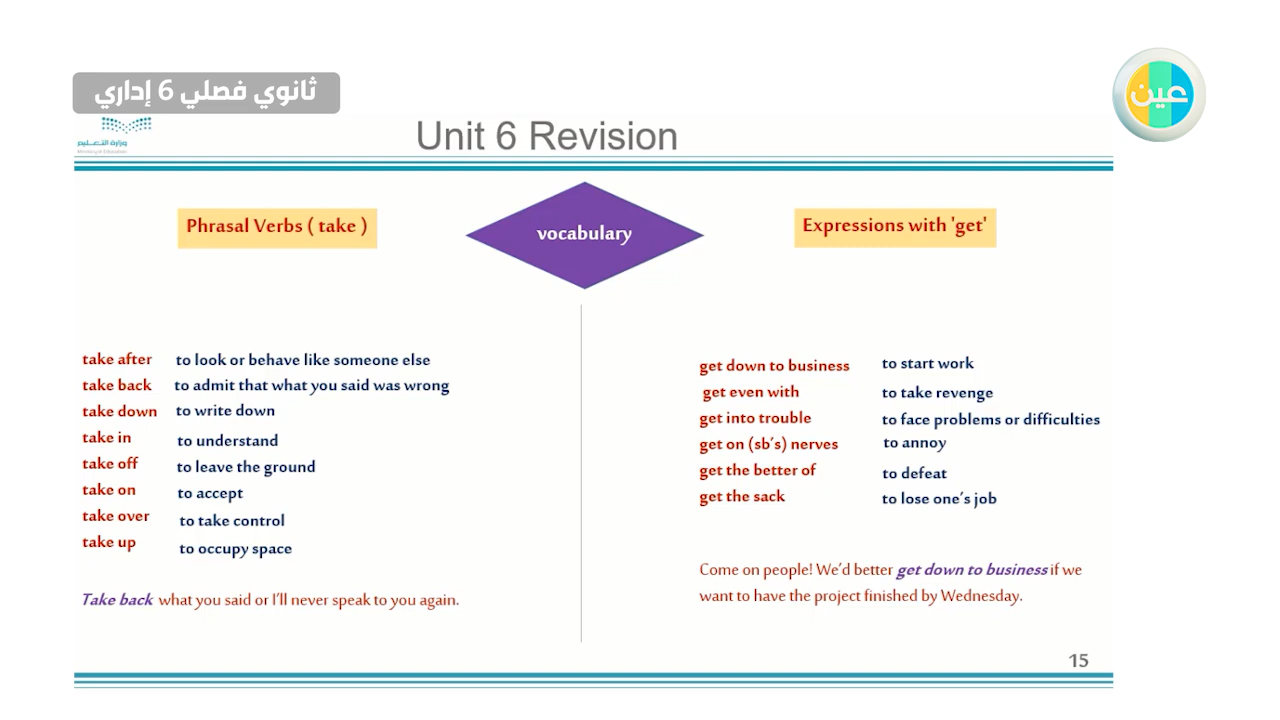 ثانوي فصلي 6 إداري
عين
وزارة التعليم
Ministry of Education
Unit 6 Revision
vocabulary
Phrasal Verbs ( take )
take after to look or behave like someone else
take back to admit that what you said was wrong
take down to write down
take in to understand
take off to leave the ground
take on to accept
take over to take control
take up to occupy space
Take back what you said or I'll never speak to you again.
Expressions with 'get'
get down to business to start work
get even with to take revenge
get into trouble to face problems or difficulties
get on (sb's) nerves to annoy
get the better of to defeat
get the sack to lose one's job
Come on people! We'd better get down to business if we
want to have the project finished by Wednesday.
15